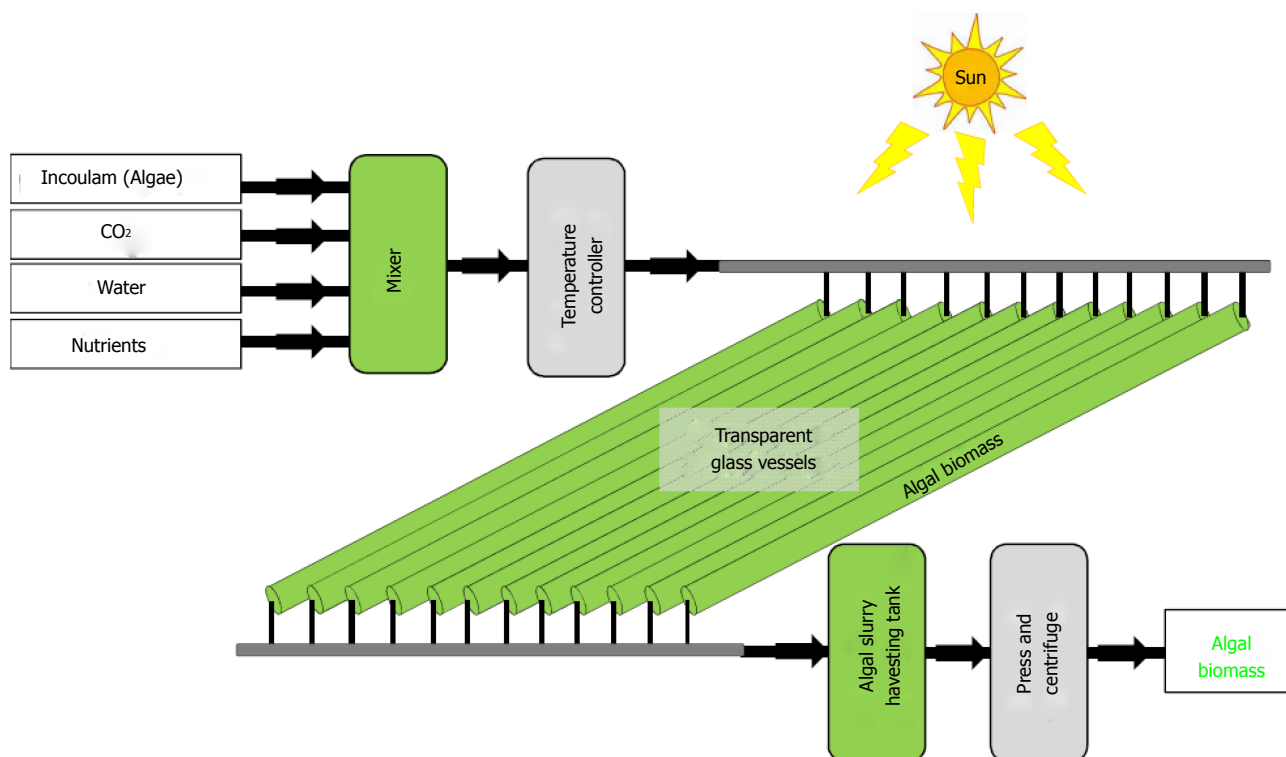 Sun
Incoulam (Algae)
CO₂
Water
Nutrients
Mixer
Temperature
controller
Transparent
glass vessels
Algal biomass
Algal slurry
havesting tank
Press and
centrifuge
Algal
biomass